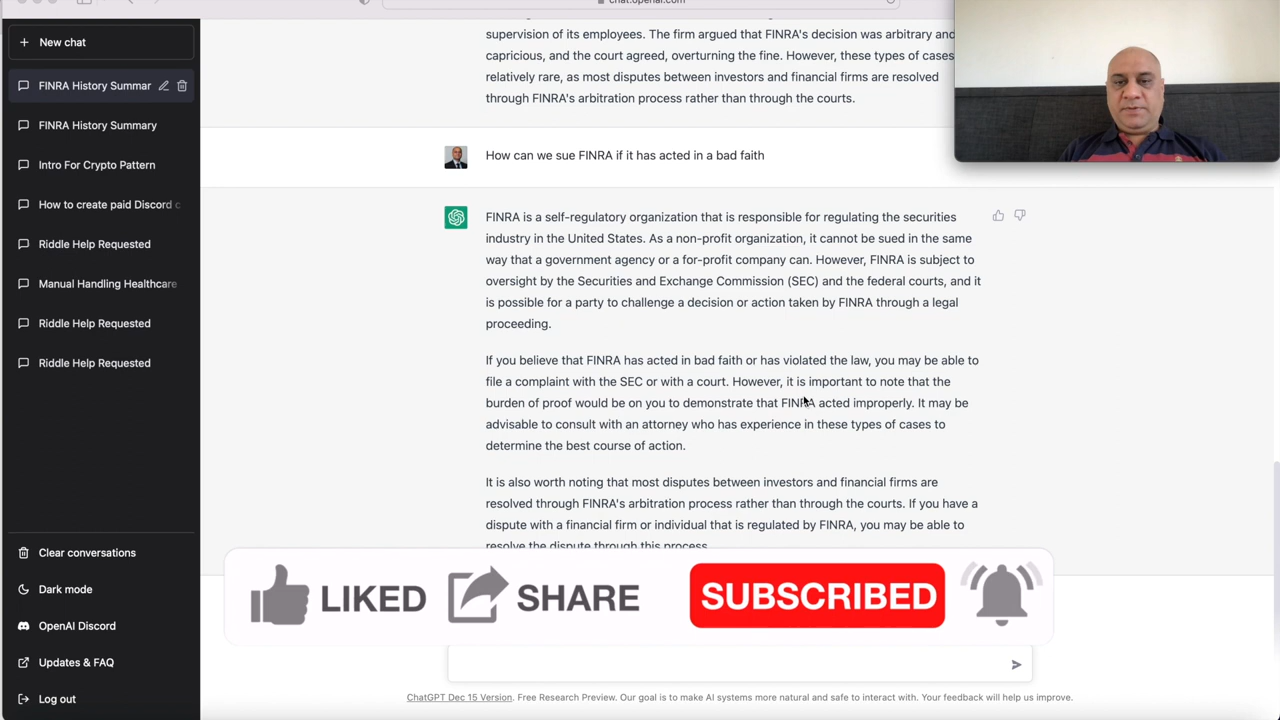 chat.openai.com
New chat
FINRA History Summar
FINRA History Summary
Intro For Crypto Pattern
How to create paid Discord c
Riddle Help Requested
Manual Handling Healthcare
Riddle Help Requested
Riddle Help Requested
Clear conversations
Dark mode
OpenAI Discord
Updates & FAQ
Log out
supervision of its employees. The firm argued that FINRA's decision was arbitrary and
capricious, and the court agreed, overturning the fine. However, these types of cases
relatively rare, as most disputes between investors and financial firms are resolved
through FINRA's arbitration process rather than through the courts.
How can we sue FINRA if it has acted in a bad faith
FINRA is a self-regulatory organization that is responsible for regulating the securities
industry in the United States. As a non-profit organization, it cannot be sued in the same
way that a government agency or a for-profit company can. However, FINRA is subject to
oversight by the Securities and Exchange Commission (SEC) and the federal courts, and it
is possible for a party to challenge a decision or action taken by FINRA through a legal
proceeding.
If you believe that FINRA has acted in bad faith or has violated the law, you may be able to
file a complaint with the SEC or with a court. However, it is important to note that the
burden of proof would be on you to demonstrate that FINRA acted improperly. It may be
advisable to consult with an attorney who has experience in these types of cases to
determine the best course of action.
It is also worth noting that most disputes between investors and financial firms are
resolved through FINRA's arbitration process rather than through the courts. If you have a
dispute with a financial firm or individual that is regulated by FINRA, you may be able to
resolve the dispute through this process.
LIKED
SHARE
SUBSCRIBED
ChatGPT Dec 15 Version. Free Research Preview. Our goal is to make AI systems more natural and safe to interact with. Your feedback will help us improve.